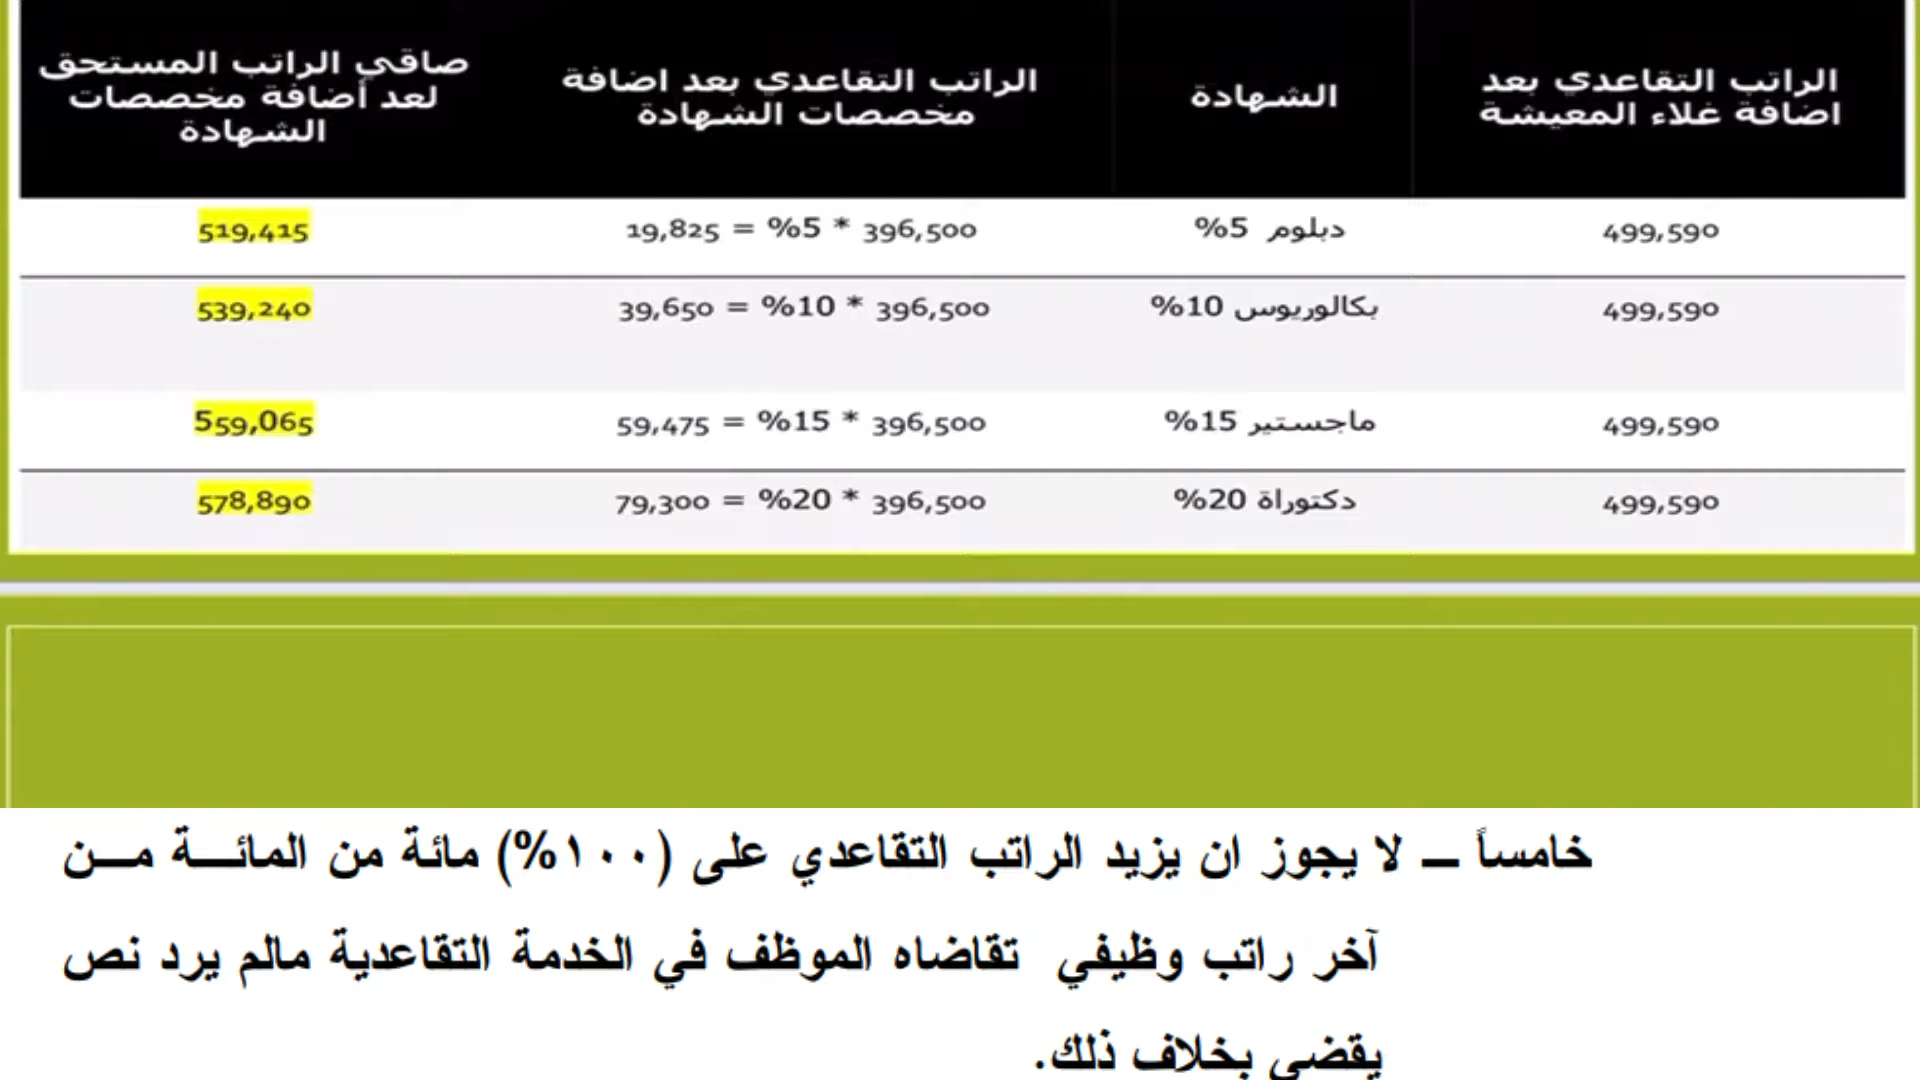 الراتب التقاعدي بعد اضافة غلاء المعيشة | الشهادة | الراتب التقاعدي بعد اضافة مخصصات الشهادة | صاقي الراتب المستحق لعد أضافة مخصصات الشهادة
499,590 | دبلوم 5% | 396,500 * 5% = 19,825 | 519,415
499,590 | بكالوريوس 10% | 396,500 * 10% = 39,650 | 539,240
499,590 | ماجستير 15% | 396,500 * 15% = 59,475 | 559,065
499,590 | دكتوراة 20% | 396,500 * 20% = 79,300 | 578,890
خامساً ــ لا يجوز ان يزيد الراتب التقاعدي على (١٠٠%) مائة من المائـــة مـــن
آخر راتب وظيفي تقاضاه الموظف في الخدمة التقاعدية مالم يرد نص
يقضي بخلاف ذلك.